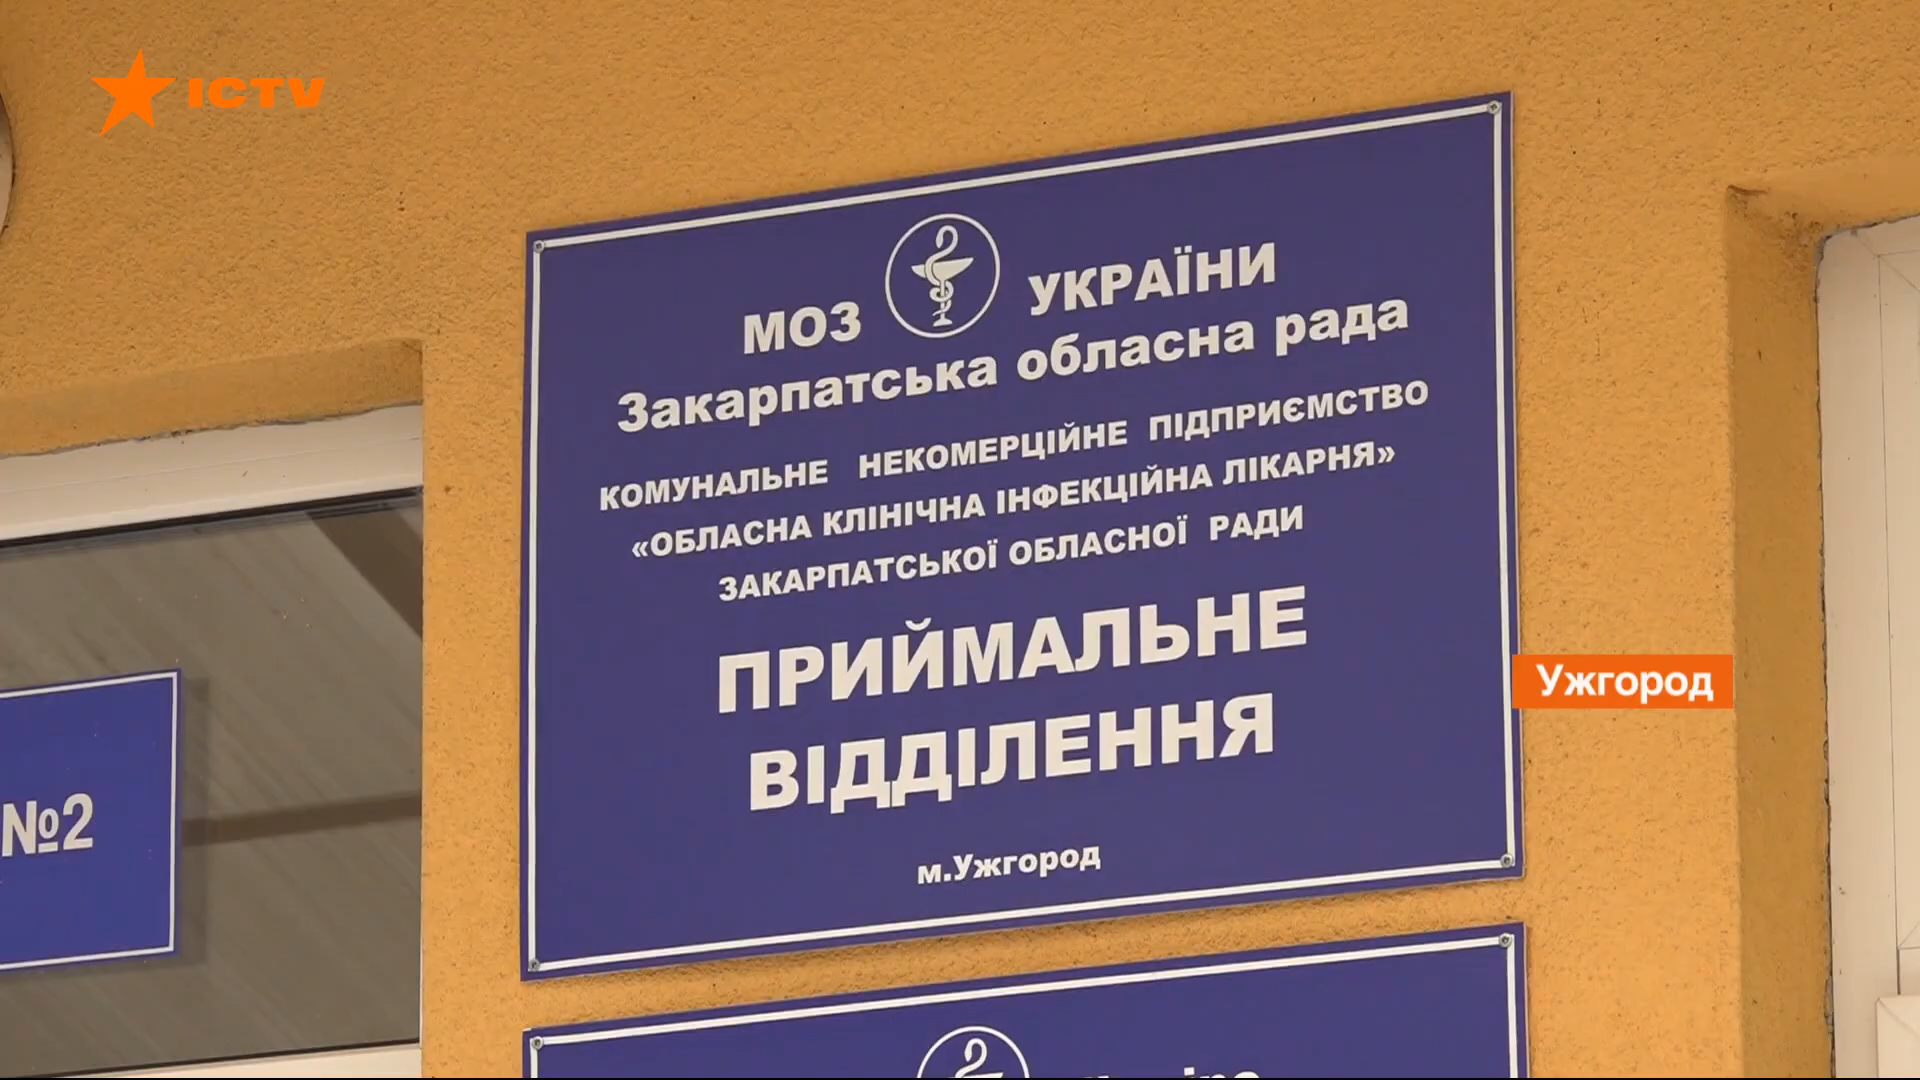 ICTV
МОЗ УКРАЇНИ
Закарпатська обласна рада
КОМУНАЛЬНЕ НЕКОМЕРЦІЙНЕ ПІДПРИЄМСТВО
«ОБЛАСНА КЛІНІЧНА ІНФЕКЦІЙНА ЛІКАРНЯ»
ЗАКАРПАТСЬКОЇ ОБЛАСНОЇ РАДИ
ПРИЙМАЛЬНЕ
ВІДДІЛЕННЯ
м.Ужгород
Ужгород
№2